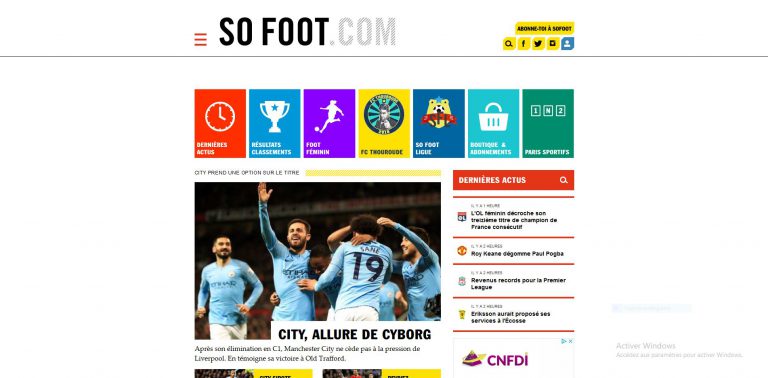 SO FOOT.COM
ABONNE-TOI À SOFOOT
DERNIÈRES
ACTUS
RÉSULTATS
CLASSEMENTS
FOOT
FÉMININ
FC THOUROUDE
2018
FC THOUROUDE
SO FOOT
LIGUE
BOUTIQUE &
ABONNEMENTS
1 N 2
PARIS SPORTIFS
CITY PREND UNE OPTION SUR LE TITRE
SANÉ
19
ETIHAD
CITY, ALLURE DE CYBORG
Après son élimination en C1, Manchester City ne cède pas à la pression de
Liverpool. En témoigne sa victoire à Old Trafford.
DERNIÈRES ACTUS
IL Y A 1 HEURE
L'OL féminin décroche son
treizième titre de champion de
France consécutif
IL Y A 2 HEURES
Roy Keane dégomme Paul Pogba
IL Y A 2 HEURES
Revenus records pour la Premier
League
IL Y A 2 HEURES
Eriksson aurait proposé ses
services à l'Écosse
CNFDI
Activer Windows
Accédez aux paramètres pour activer Windows.